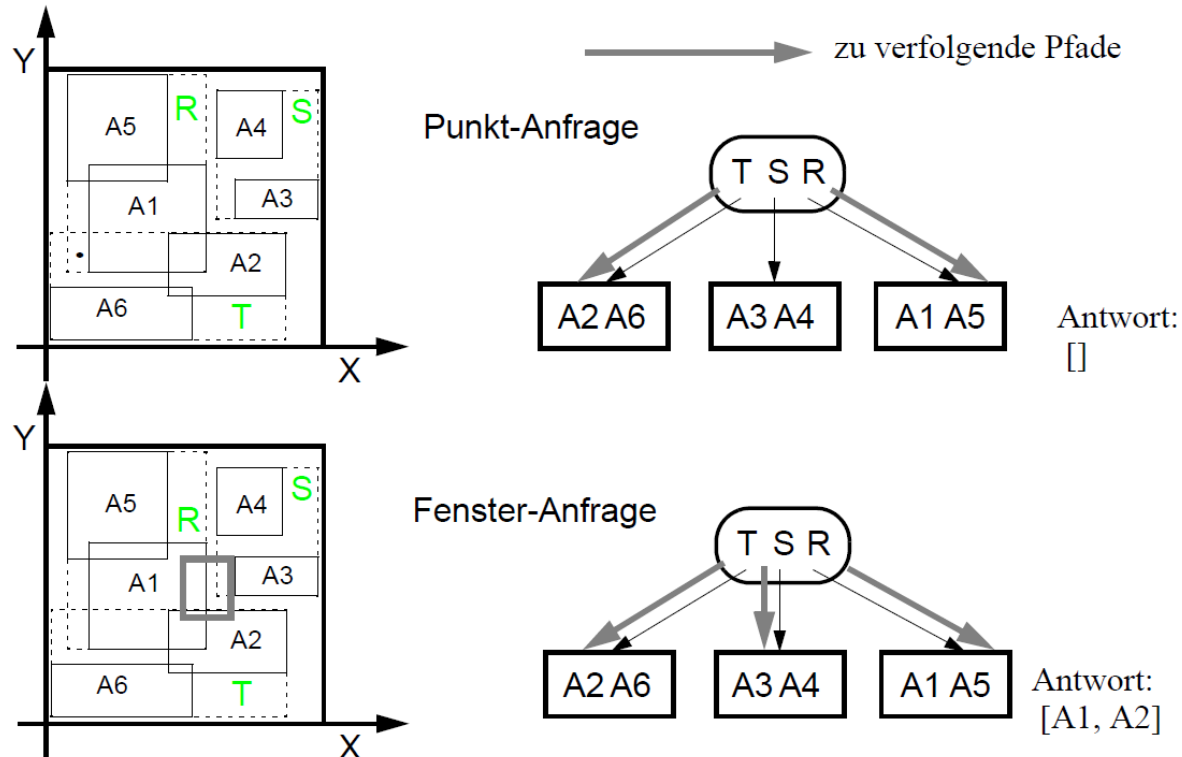 Y
zu verfolgende Pfade
A5
R
A4
S
Punkt-Anfrage
T S R
A1
A3
A2
A6
T
A2 A6
A3 A4
A1 A5
Antwort:
[]
X
Y
A5
R
A4
S
Fenster-Anfrage
T S R
A1
A3
A2
A6
T
A2 A6
A3 A4
A1 A5
Antwort:
[A1, A2]
X